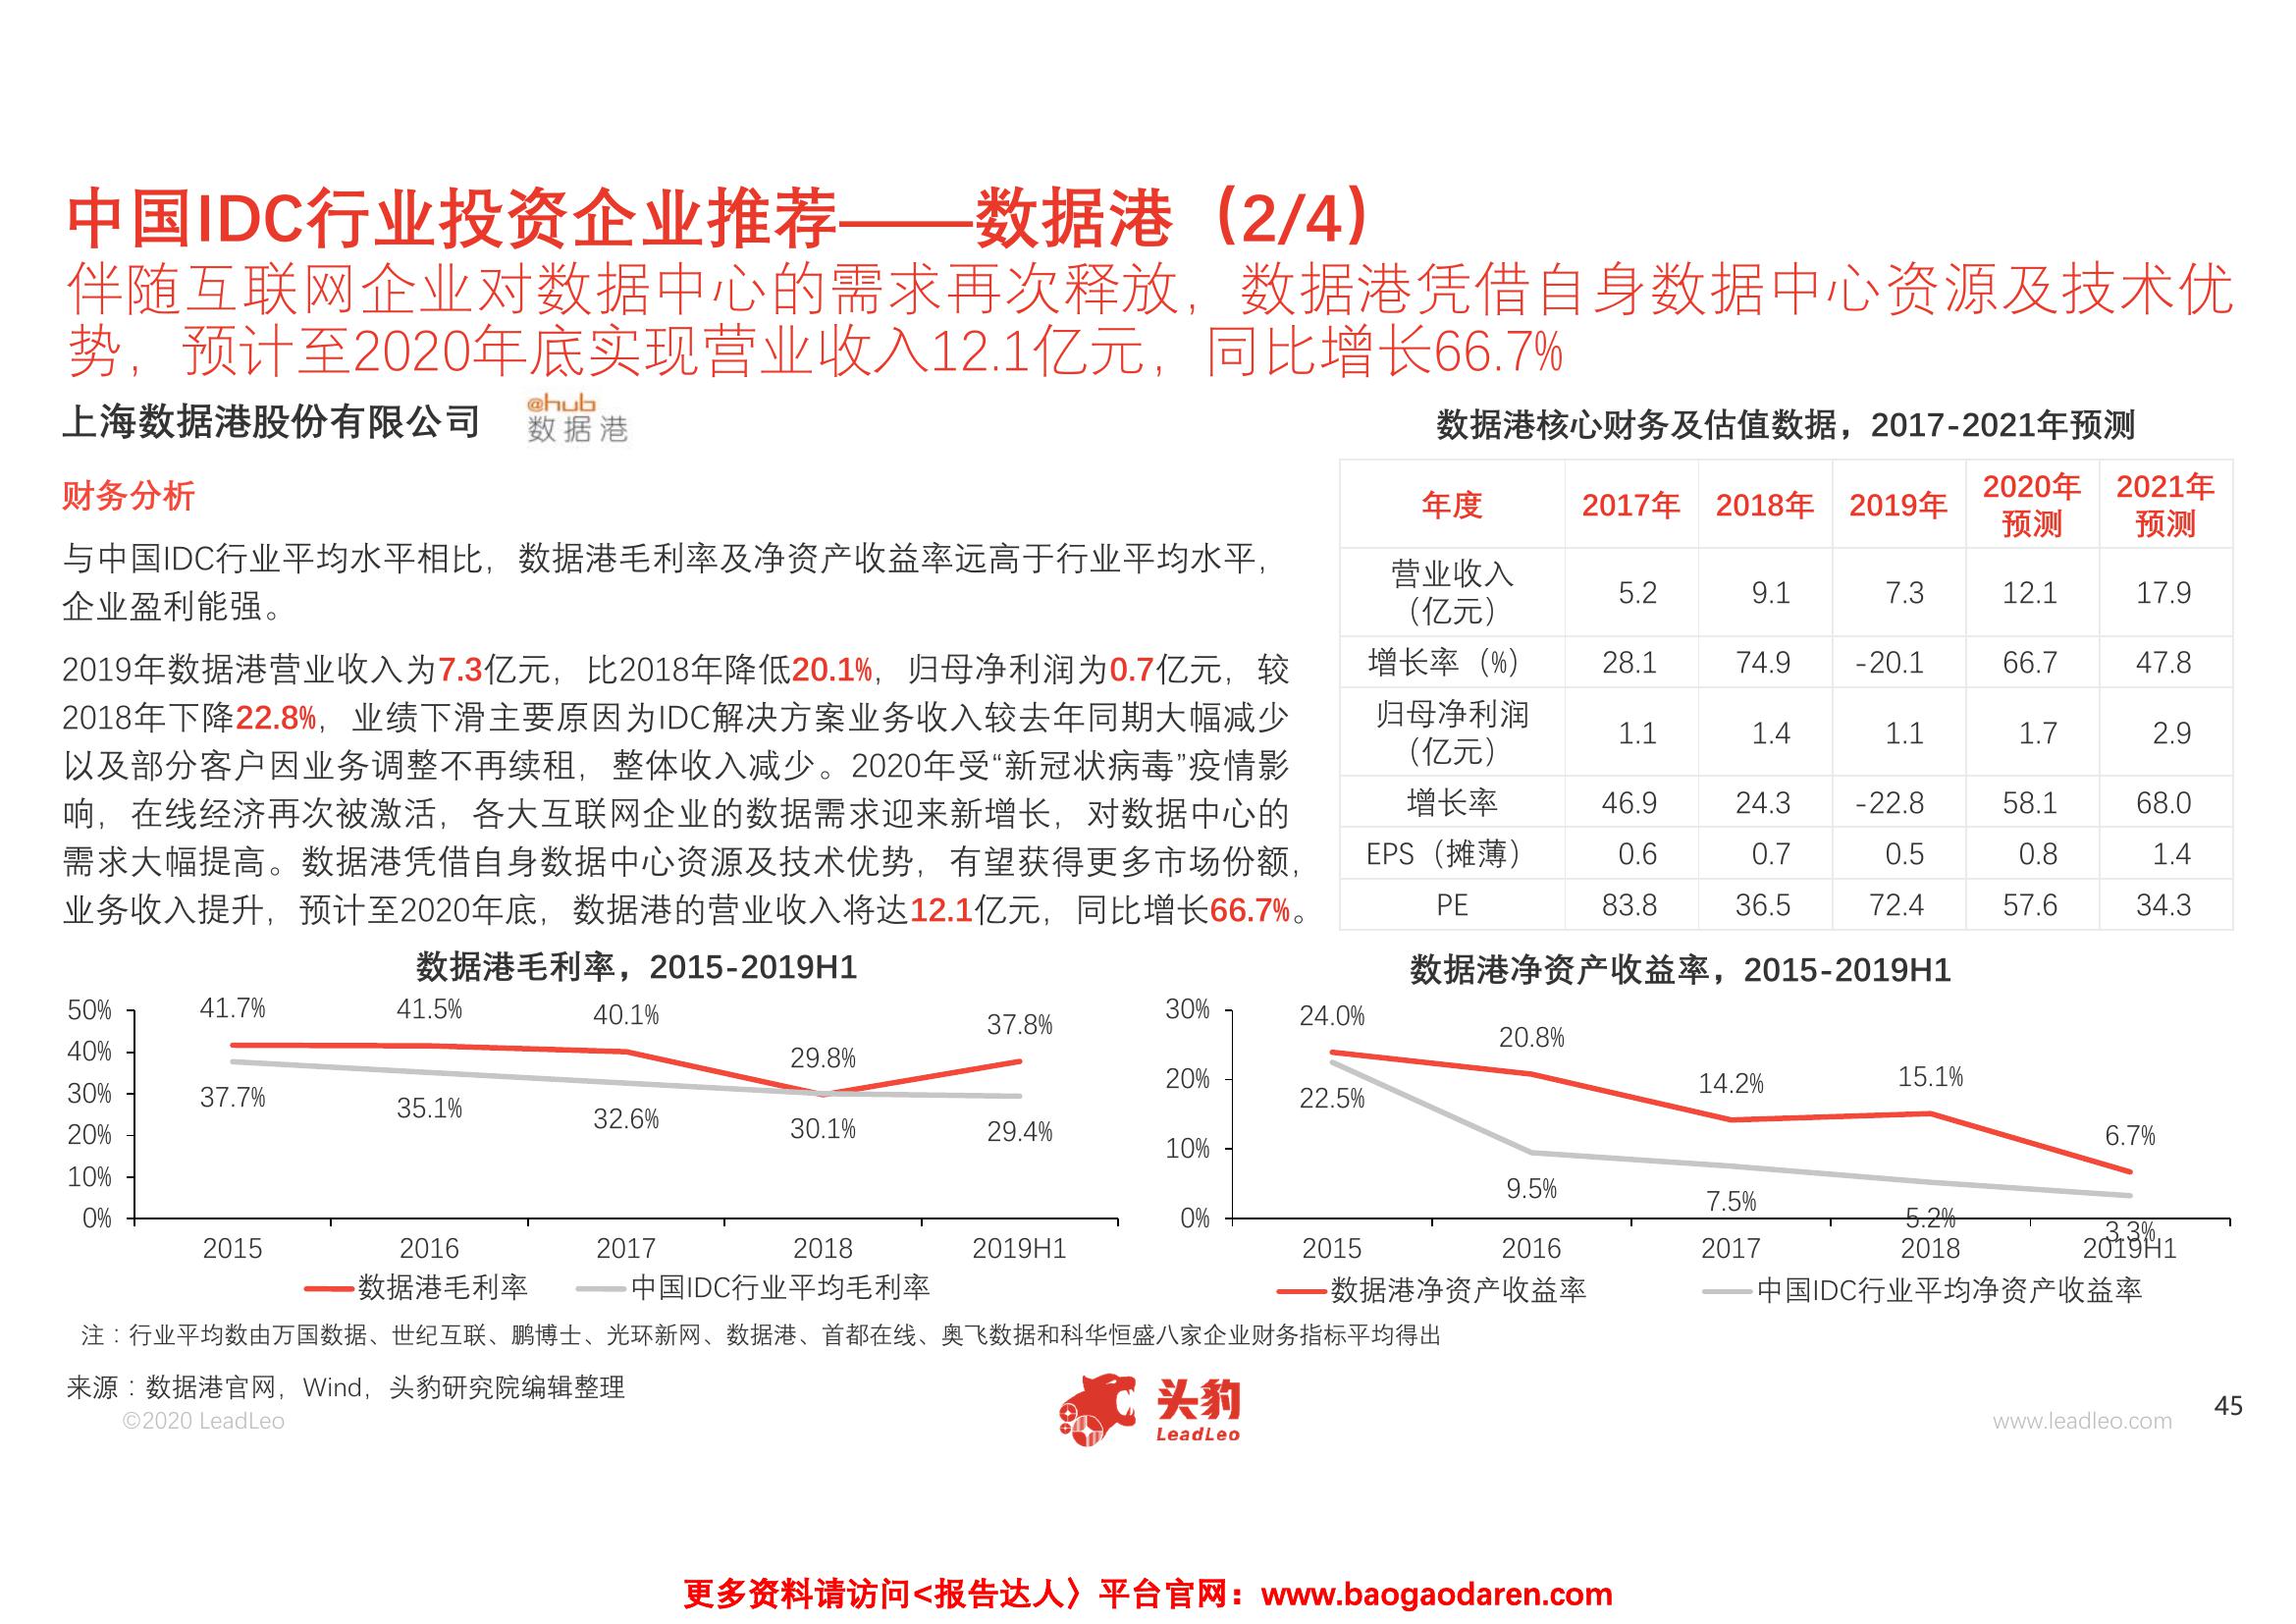 中国IDC行业投资企业推荐——数据港（2/4）
伴随互联网企业对数据中心的需求再次释放，数据港凭借自身数据中心资源及技术优
势，预计至2020年底实现营业收入12.1亿元，同比增长66.7%
上海数据港股份有限公司
@hub
数据港
财务分析
与中国IDC行业平均水平相比，数据港毛利率及净资产收益率远高于行业平均水平，
企业盈利能强。
2019年数据港营业收入为7.3亿元，比2018年降低20.1%，归母净利润为0.7亿元，较
2018年下降22.8%，业绩下滑主要原因为IDC解决方案业务收入较去年同期大幅减少
以及部分客户因业务调整不再续租，整体收入减少。2020年受“新冠状病毒”疫情影
响，在线经济再次被激活，各大互联网企业的数据需求迎来新增长，对数据中心的
需求大幅提高。数据港凭借自身数据中心资源及技术优势，有望获得更多市场份额，
业务收入提升，预计至2020年底，数据港的营业收入将达12.1亿元，同比增长66.7%。
数据港核心财务及估值数据，2017-2021年预测
年度 2017年 2018年 2019年 2020年预测 2021年预测
营业收入（亿元） 5.2 9.1 7.3 12.1 17.9
增长率（%） 28.1 74.9 -20.1 66.7 47.8
归母净利润（亿元） 1.1 1.4 1.1 1.7 2.9
增长率 46.9 24.3 -22.8 58.1 68.0
EPS（摊薄） 0.6 0.7 0.5 0.8 1.4
PE 83.8 36.5 72.4 57.6 34.3
数据港毛利率，2015-2019H1
50%
40%
30%
20%
10%
0%
41.7% 41.5% 40.1% 29.8% 37.8%
37.7% 35.1% 32.6% 30.1% 29.4%
2015 2016 2017 2018 2019H1
数据港毛利率 中国IDC行业平均毛利率
数据港净资产收益率，2015-2019H1
30%
20%
10%
0%
24.0% 20.8% 14.2% 15.1% 6.7%
22.5% 9.5% 7.5% 5.2% 3.3%
2015 2016 2017 2018 2019H1
数据港净资产收益率 中国IDC行业平均净资产收益率
注：行业平均数由万国数据、世纪互联、鹏博士、光环新网、数据港、首都在线、奥飞数据和科华恒盛八家企业财务指标平均得出
来源：数据港官网，Wind，头豹研究院编辑整理
©2020 LeadLeo
头豹
LeadLeo
www.leadleo.com
45
更多资料请访问<报告达人〉平台官网：www.baogaodaren.com